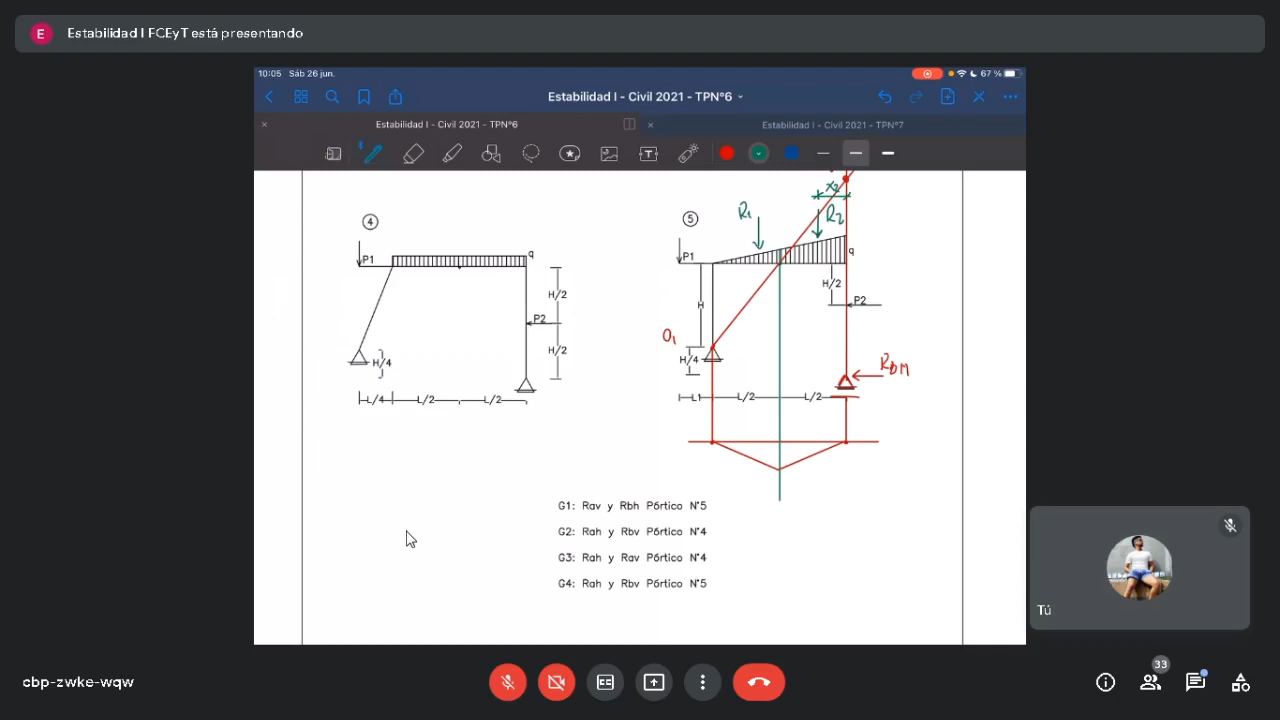 E
Estabilidad I FCEyT está presentando
10:05 Sáb 26 jun.
67 %
Estabilidad I - Civil 2021 - TPN°6
Estabilidad I - Civil 2021 - TPN°6
Estabilidad I - Civil 2021 - TPN°7
T
④
P1
q
H/2
P2
H/2
H/4
L/4
L/2
L/2
⑤
R1
X2
R2
P1
q
H/2
H
P2
O1
H/4
RBH
L1
L/2
L/2
G1: Rav y Rbh Pórtico N°5
G2: Rah y Rbv Pórtico N°4
G3: Rah y Rav Pórtico N°4
G4: Rah y Rbv Pórtico N°5
Tú
cbp-zwke-wqw
33